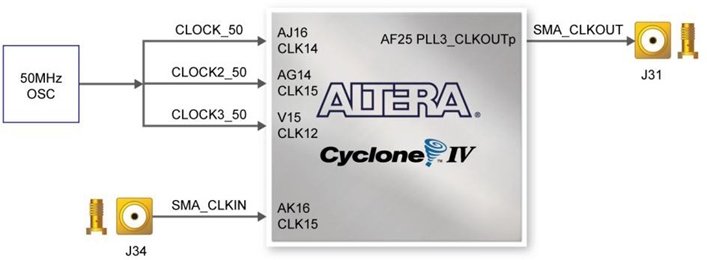 CLOCK_50
AJ16
CLK14
AF25 PLL3_CLKOUTp
SMA_CLKOUT
50MHz
OSC
CLOCK2_50
AG14
CLK15
J31
CLOCK3_50
V15
CLK12
ALTERA®
Cyclone™ IV
SMA_CLKIN
AK16
CLK15
J34